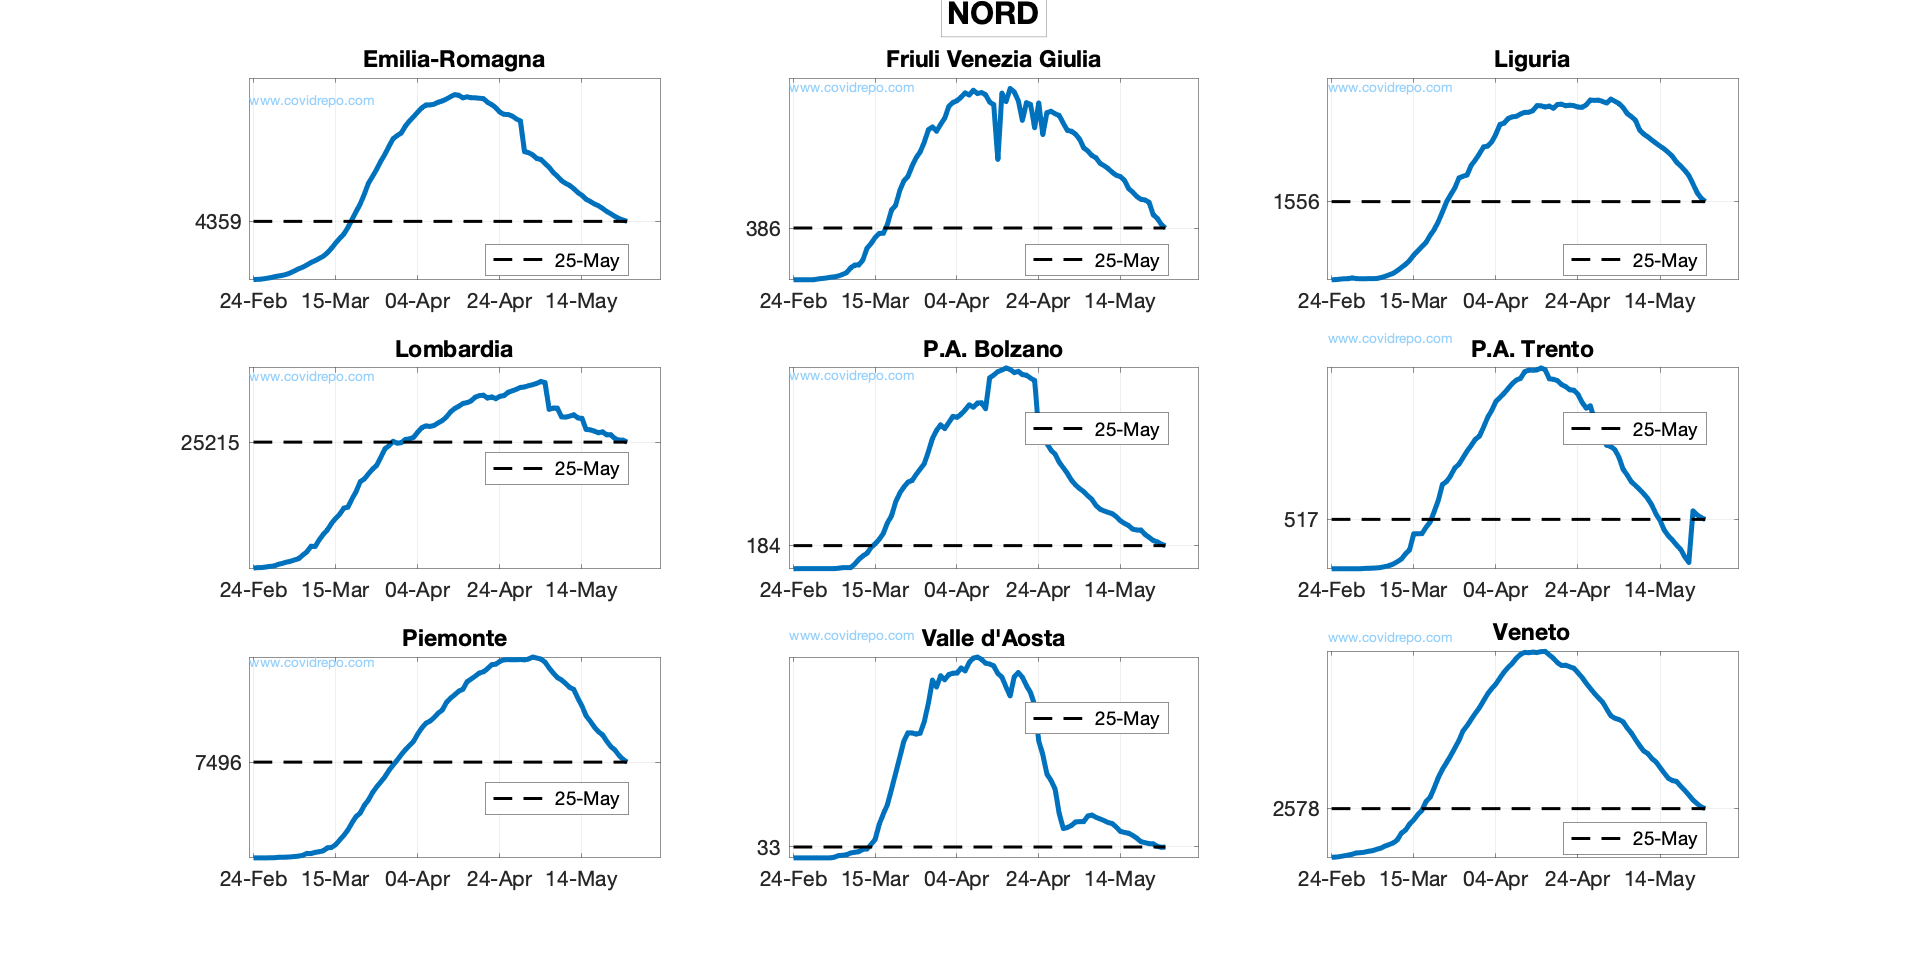 NORD
Emilia-Romagna
www.covidrepo.com
4359
25-May
24-Feb 15-Mar 04-Apr 24-Apr 14-May
Friuli Venezia Giulia
www.covidrepo.com
386
25-May
24-Feb 15-Mar 04-Apr 24-Apr 14-May
Liguria
www.covidrepo.com
1556
25-May
24-Feb 15-Mar 04-Apr 24-Apr 14-May
Lombardia
www.covidrepo.com
25215
25-May
24-Feb 15-Mar 04-Apr 24-Apr 14-May
P.A. Bolzano
www.covidrepo.com
25-May
184
24-Feb 15-Mar 04-Apr 24-Apr 14-May
www.covidrepo.com
P.A. Trento
25-May
517
24-Feb 15-Mar 04-Apr 24-Apr 14-May
Piemonte
www.covidrepo.com
7496
25-May
24-Feb 15-Mar 04-Apr 24-Apr 14-May
www.covidrepo.com
Valle d'Aosta
25-May
33
24-Feb 15-Mar 04-Apr 24-Apr 14-May
www.covidrepo.com
Veneto
2578
25-May
24-Feb 15-Mar 04-Apr 24-Apr 14-May